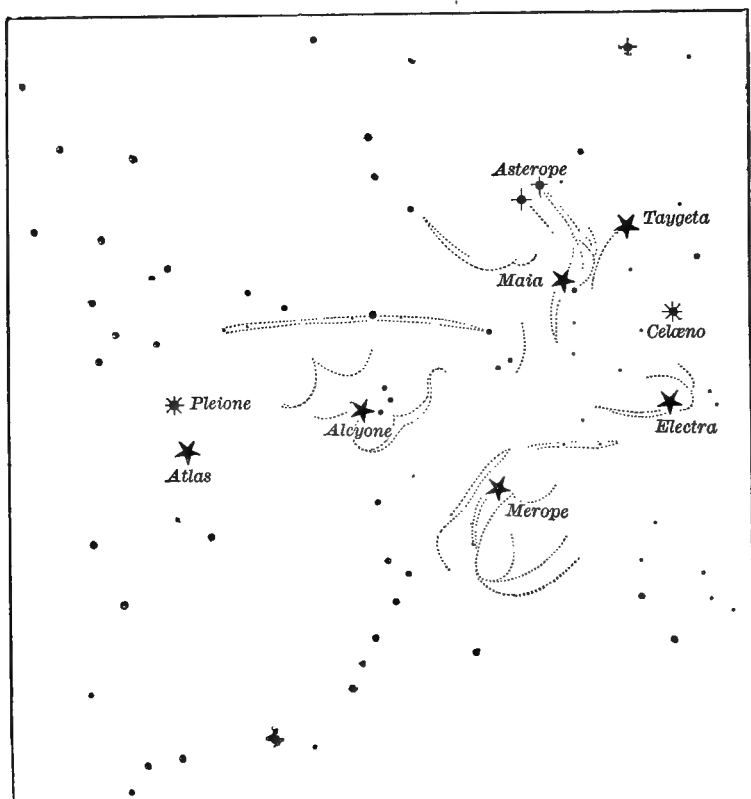 Asterope
Taygeta
Maia
Celæno
Pleione
Alcyone
Electra
Atlas
Merope